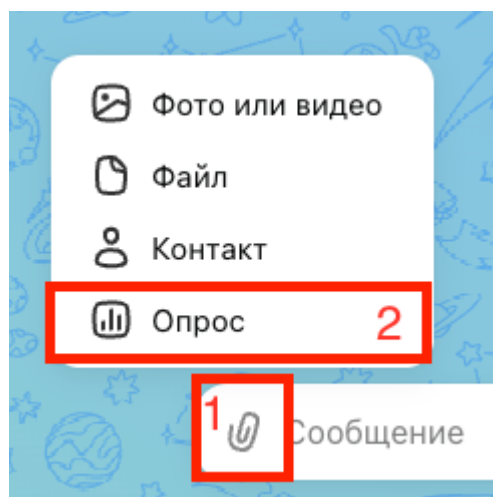 Фото или видео
Файл
Контакт
Опрос 2
1 Сообщение